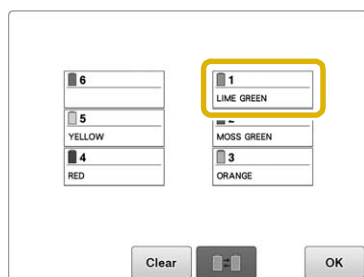 6
1
LIME GREEN
5
YELLOW
MOSS GREEN
4
RED
3
ORANGE
Clear
OK